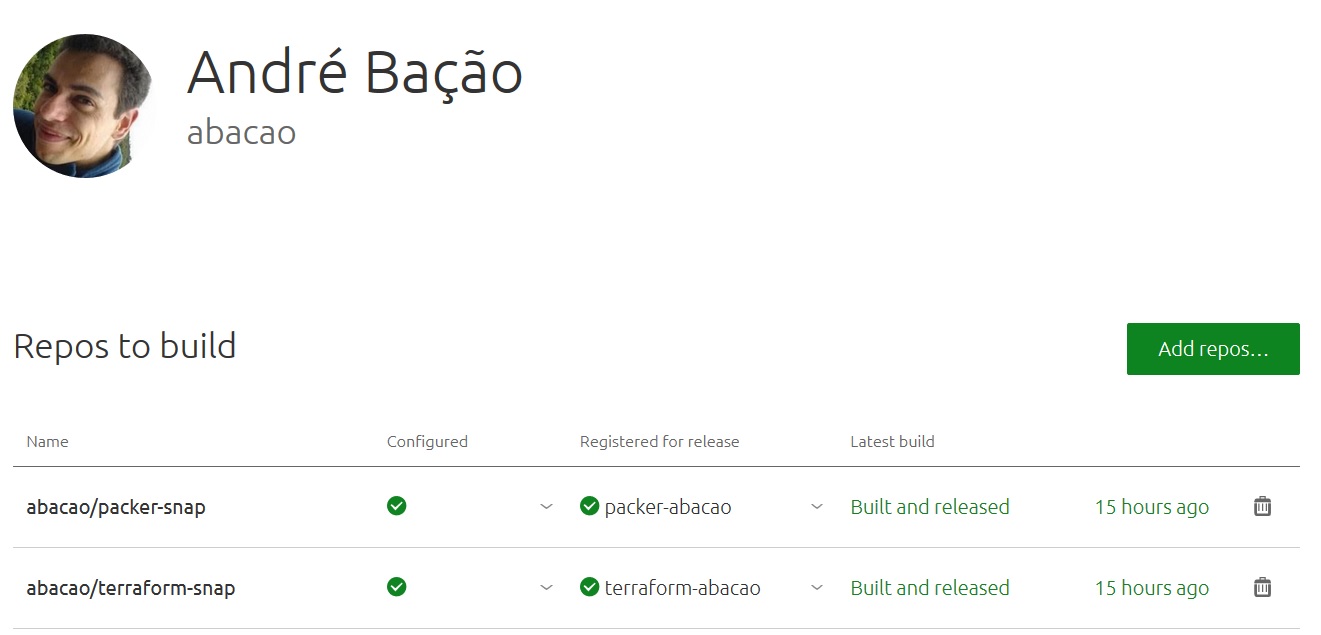 André Bação
abacao
Repos to build
Add repos...
Name Configured Registered for release Latest build
abacao/packer-snap packer-abacao Built and released 15 hours ago
abacao/terraform-snap terraform-abacao Built and released 15 hours ago